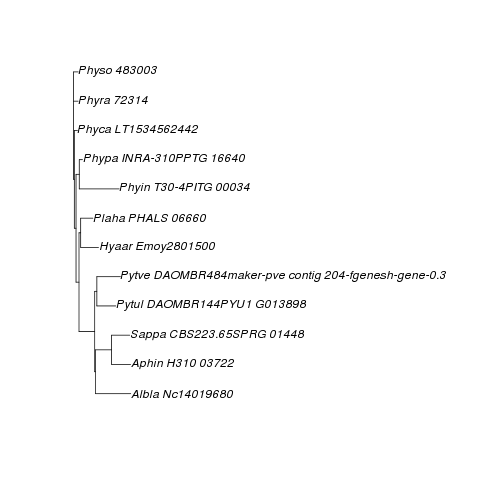 Physo 483003
Phyra 72314
Phyca LT1534562442
Phypa INRA-310PPTG 16640
Phyin T30-4PITG 00034
Plaha PHALS 06660
Hyaar Emoy2801500
Pytve DAOMBR484maker-pve contig 204-fgenesh-gene-0.3
Pytul DAOMBR144PYU1 G013898
Sappa CBS223.65SPRG 01448
Aphin H310 03722
Albla Nc14019680